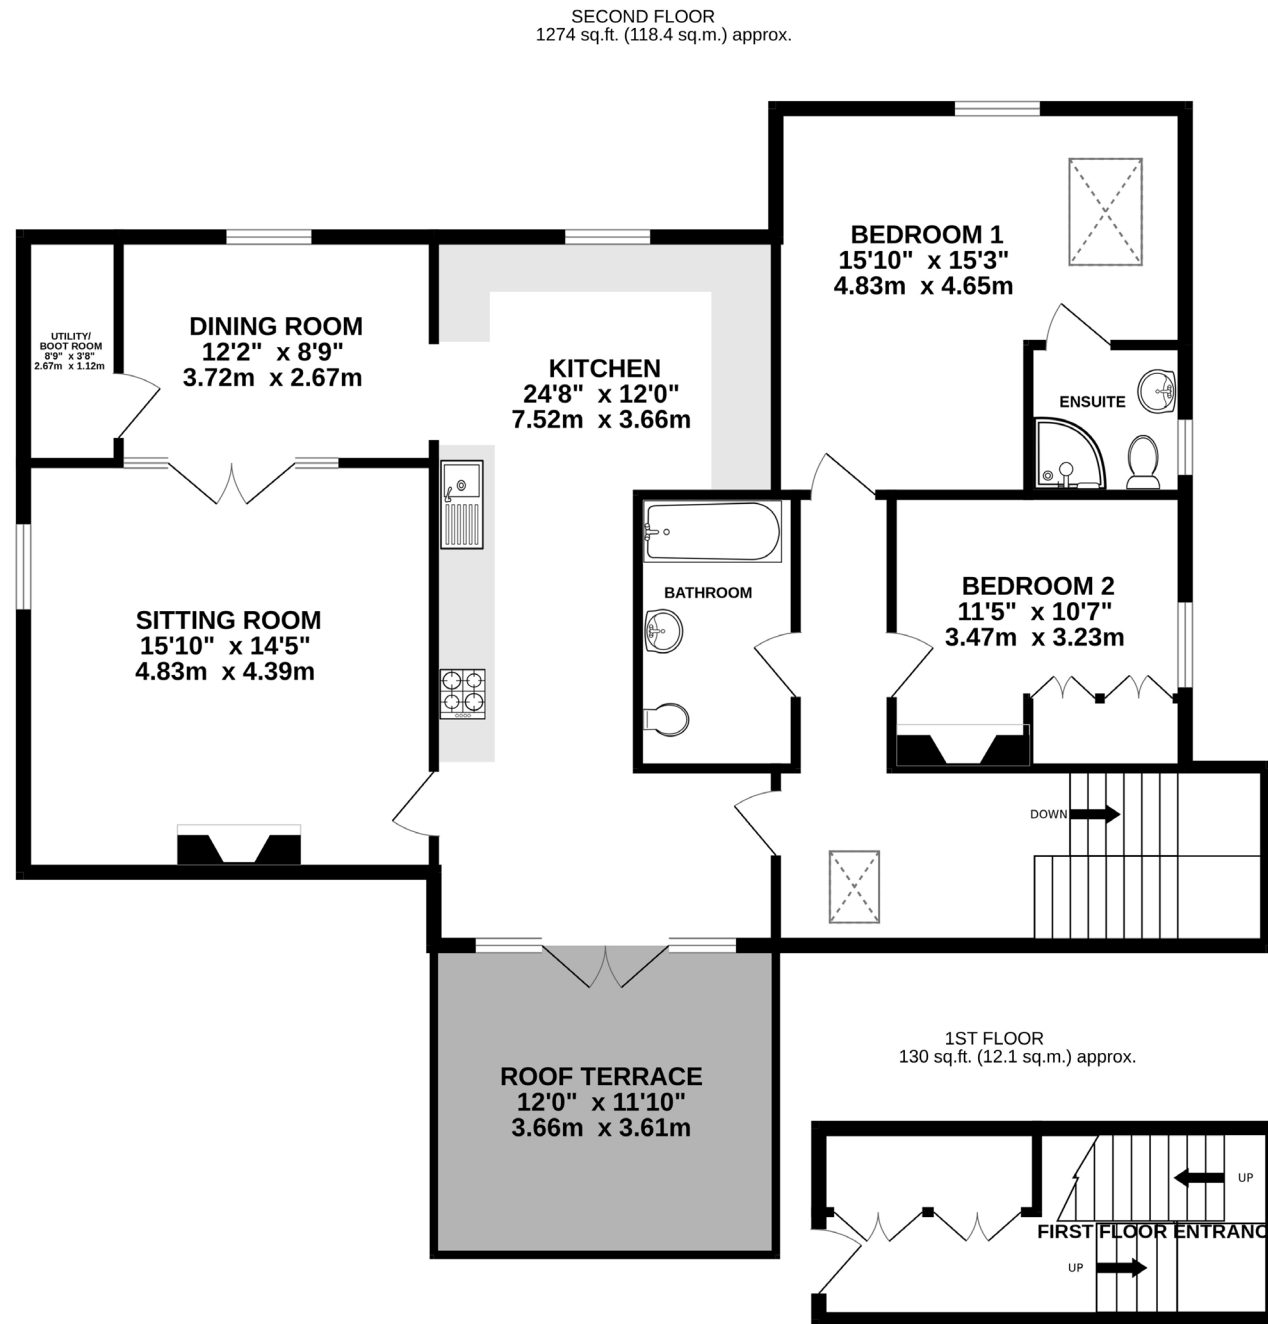 SECOND FLOOR
1274 sq.ft. (118.4 sq.m.) approx.
BEDROOM 1
15'10" x 15'3"
4.83m x 4.65m
UTILITY/
BOOT ROOM
8'9" x 3'8"
2.67m x 1.12m
DINING ROOM
12'2" x 8'9"
3.72m x 2.67m
KITCHEN
24'8" x 12'0"
7.52m x 3.66m
ENSUITE
SITTING ROOM
15'10" x 14'5"
4.83m x 4.39m
BATHROOM
BEDROOM 2
11'5" x 10'7"
3.47m x 3.23m
DOWN
ROOF TERRACE
12'0" x 11'10"
3.66m x 3.61m
1ST FLOOR
130 sq.ft. (12.1 sq.m.) approx.
UP
FIRST FLOOR ENTRANC
UP